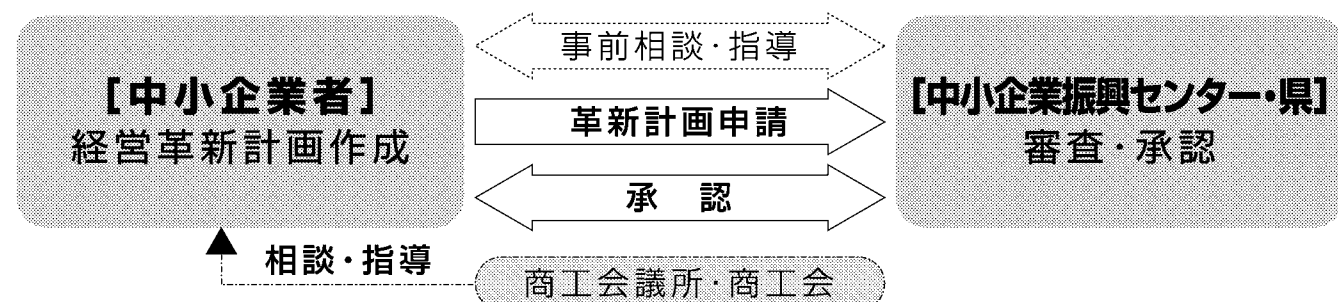 [中小企業者]
経営革新計画作成
事前相談・指導
革新計画申請
承 認
[中小企業振興センター・県]
審査・承認
相談・指導
商工会議所・商工会